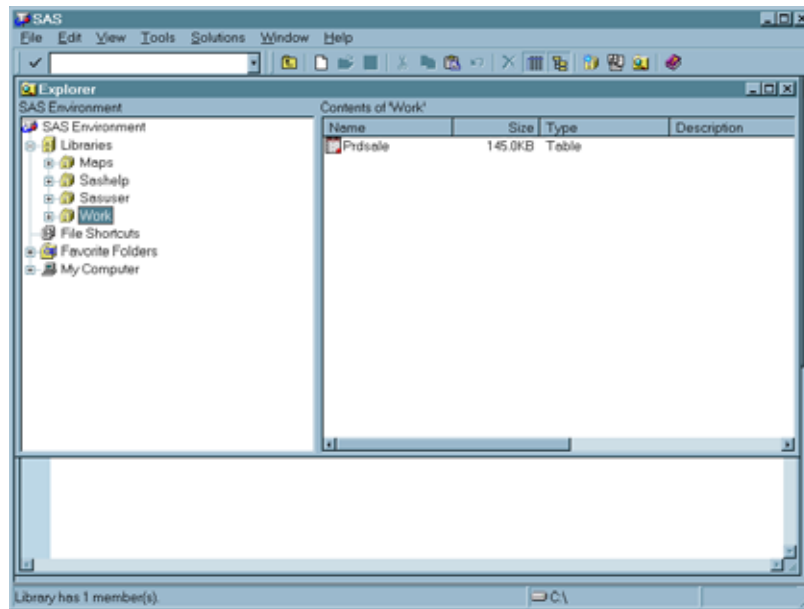 SAS
File Edit View Tools Solutions Window Help
Explorer
SAS Environment
Contents of 'Work'
SAS Environment
Libraries
Maps
Sashelp
Sasuser
Work
File Shortcuts
Favorite Folders
My Computer
Name Size Type Description
Prdsale 145.0KB Table
Library has 1 member(s).
C:\